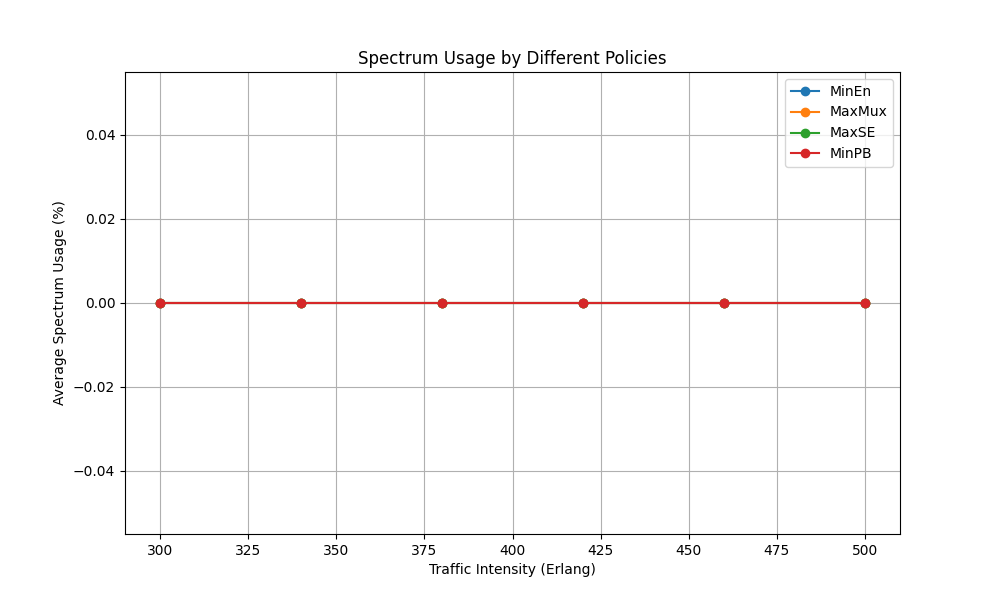 Spectrum Usage by Different Policies
MinEn
MaxMux
MaxSE
MinPB
Average Spectrum Usage (%)
0.04
0.02
0.00
−0.02
−0.04
300 325 350 375 400 425 450 475 500
Traffic Intensity (Erlang)